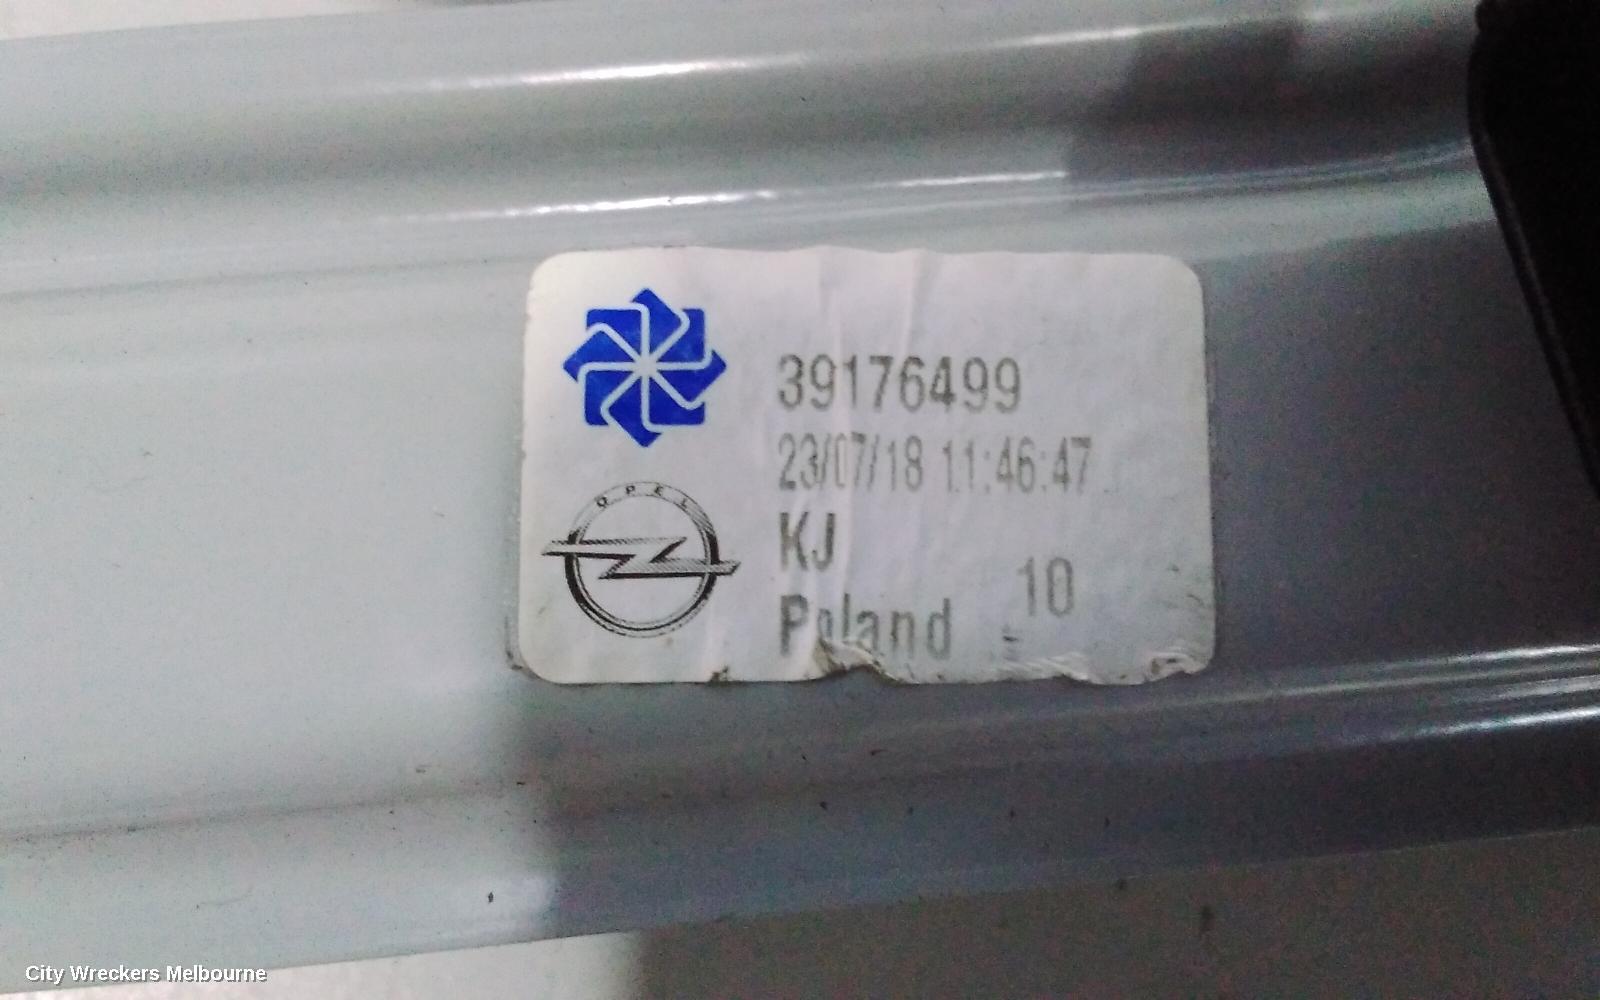 39176499
23/07/18 11:46:47
OPEL
KJ
10
Poland
City Wreckers Melbourne